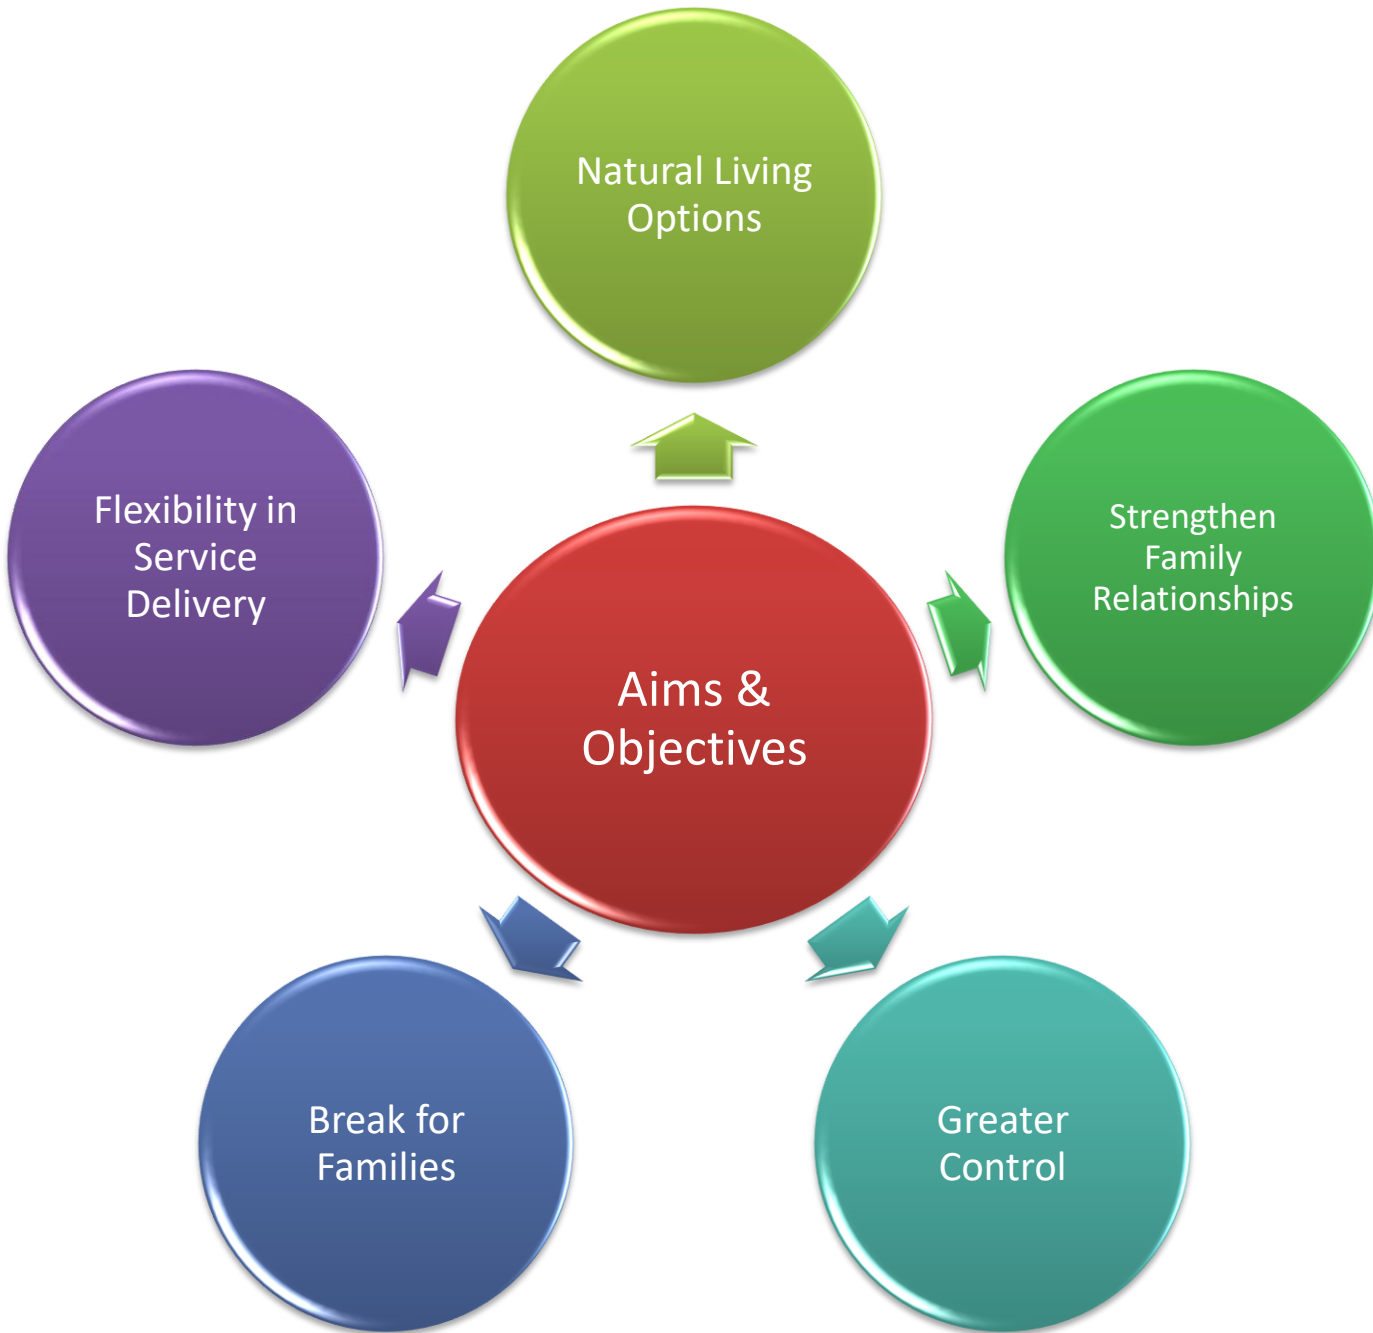 Natural Living
Options
Flexibility in
Service
Delivery
Strengthen
Family
Relationships
Aims &
Objectives
Break for
Families
Greater
Control